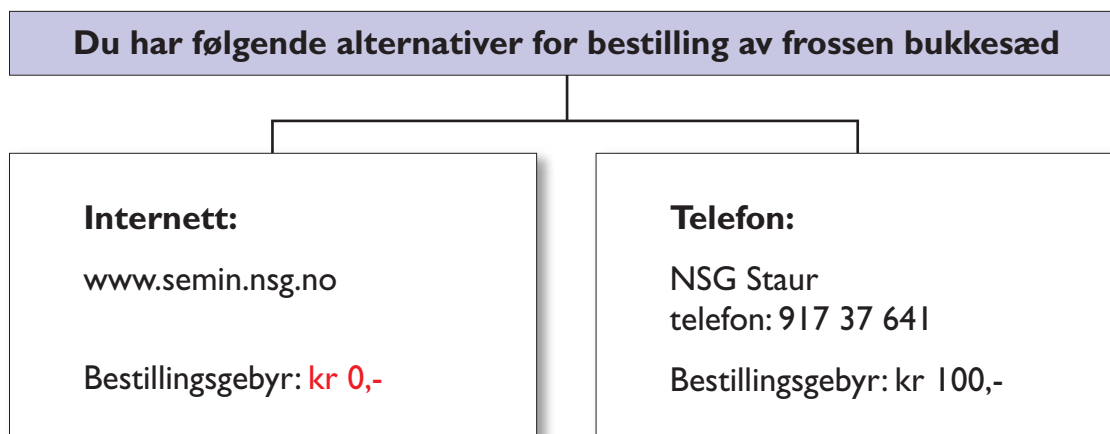 Du har følgende alternativer for bestilling av frossen bukkesæd
Internett:
www.semin.nsg.no
Bestillingsgebyr: kr 0,-
Telefon:
NSG Staur
telefon: 917 37 641
Bestillingsgebyr: kr 100,-